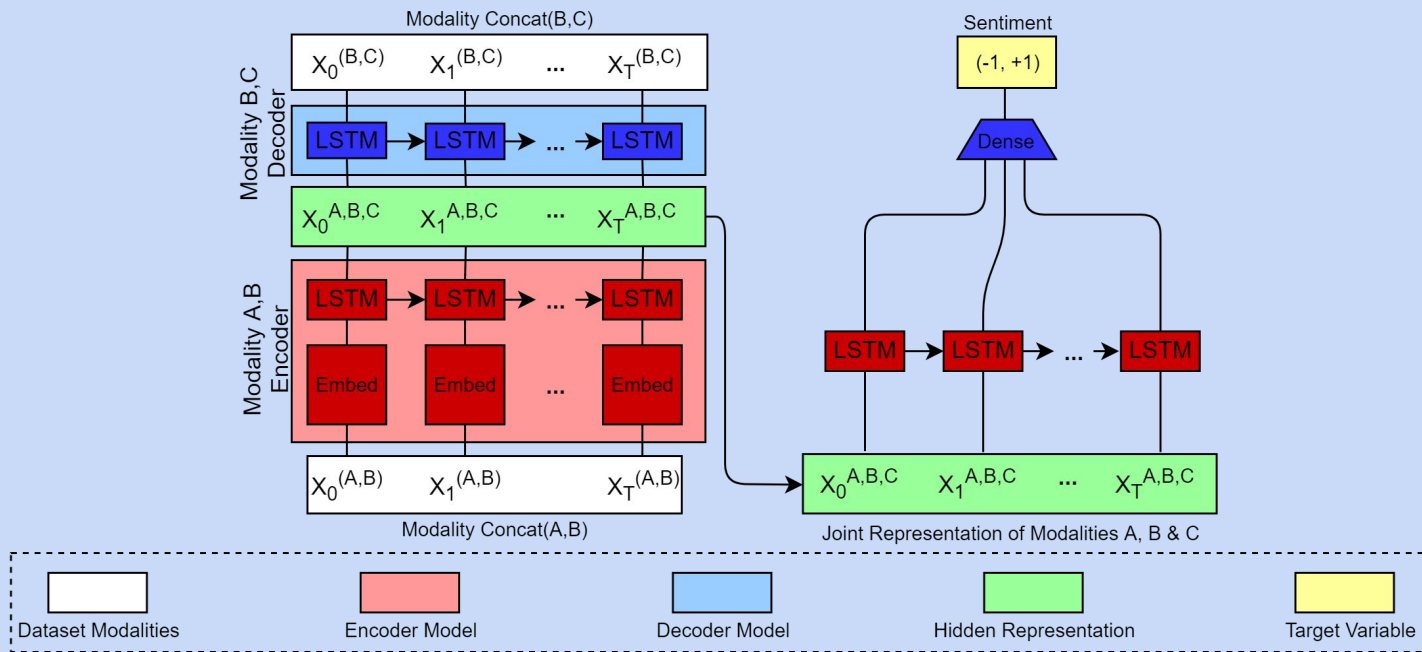 Modality Concat(B,C)
X0(B,C) X1(B,C) ... XT(B,C)
Modality B,C
Decoder
LSTM LSTM ... LSTM
X0A,B,C X1A,B,C ... XTA,B,C
Modality A,B
Encoder
LSTM LSTM ... LSTM
Embed Embed ... Embed
X0(A,B) X1(A,B) XT(A,B)
Modality Concat(A,B)
Sentiment
(-1, +1)
Dense
LSTM LSTM ... LSTM
X0A,B,C X1A,B,C ... XTA,B,C
Joint Representation of Modalities A, B & C
Dataset Modalities
Encoder Model
Decoder Model
Hidden Representation
Target Variable